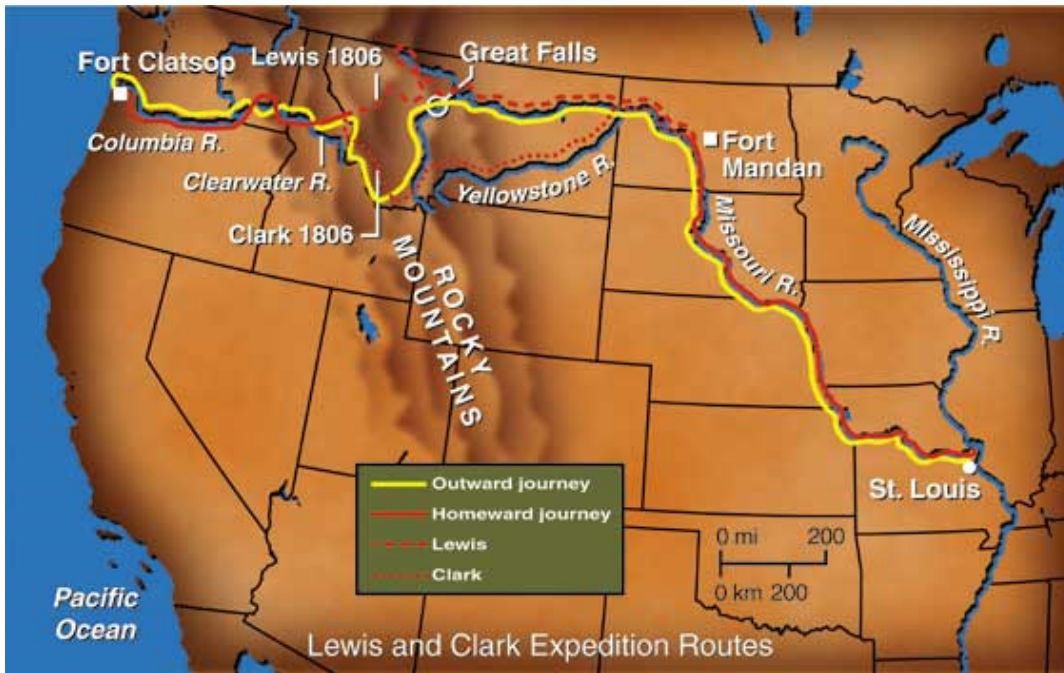 Fort Clatsop
Lewis 1806
Great Falls
Columbia R.
Clearwater R.
Clark 1806
Yellowstone R.
Fort
Mandan
Missouri R.
Mississippi R.
ROCKY
MOUNTAINS
St. Louis
Outward journey
Homeward journey
Lewis
Clark
0 mi 200
0 km 200
Pacific
Ocean
Lewis and Clark Expedition Routes